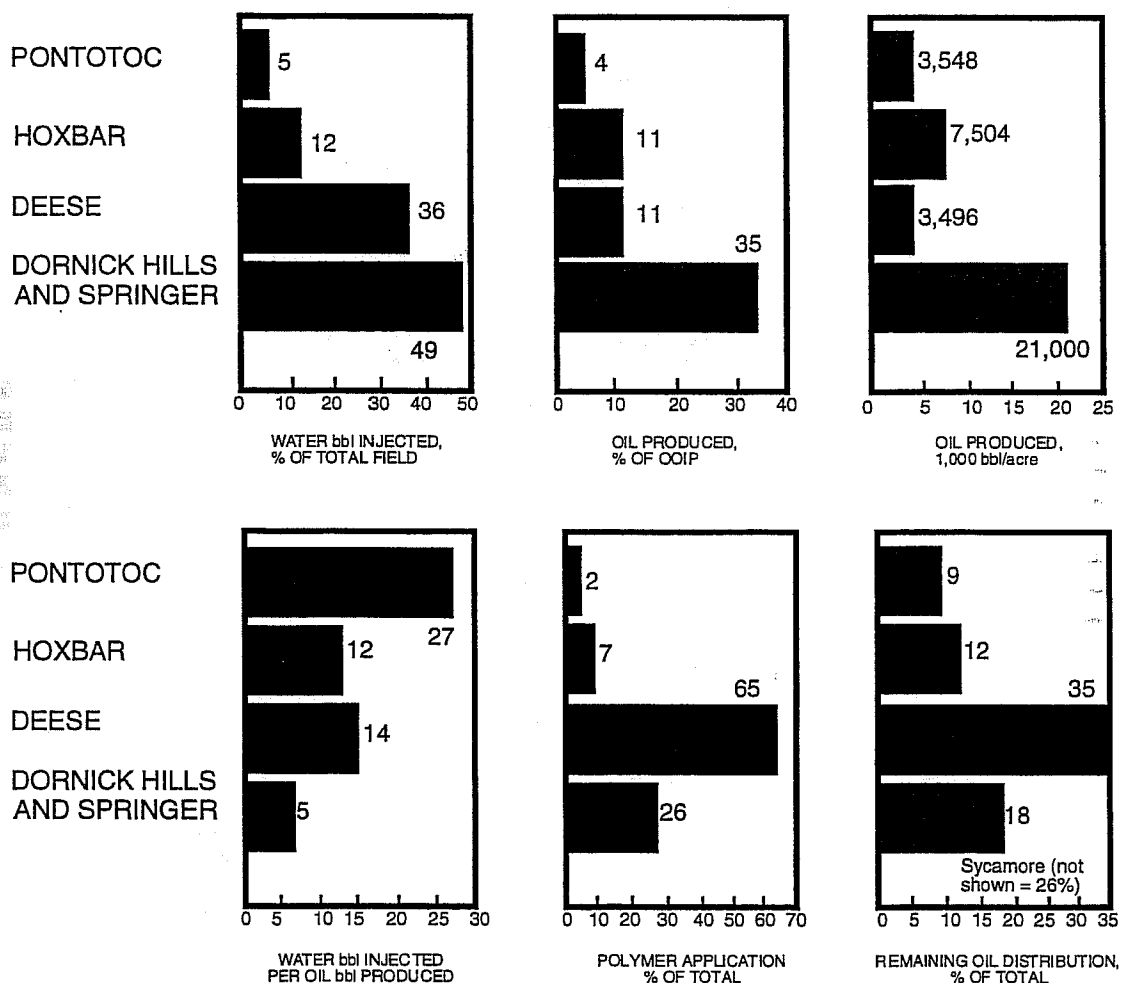 PONTOTOC
HOXBAR
DEESE
DORNICK HILLS
AND SPRINGER
5
12
36
49
0 10 20 30 40 50
WATER bbl INJECTED,
% OF TOTAL FIELD
4
11
11
35
0 10 20 30 40
OIL PRODUCED,
% OF OOIP
3,548
7,504
3,496
21,000
0 5 10 15 20 25
OIL PRODUCED,
1,000 bbl/acre
PONTOTOC
HOXBAR
DEESE
DORNICK HILLS
AND SPRINGER
27
12
14
5
0 5 10 15 20 25 30
WATER bbl INJECTED
PER OIL bbl PRODUCED
2
7
65
26
0 10 20 30 40 50 60 70
POLYMER APPLICATION
% OF TOTAL
9
12
35
18
Sycamore (not
shown = 26%)
0 5 10 15 20 25 30 35
REMAINING OIL DISTRIBUTION,
% OF TOTAL